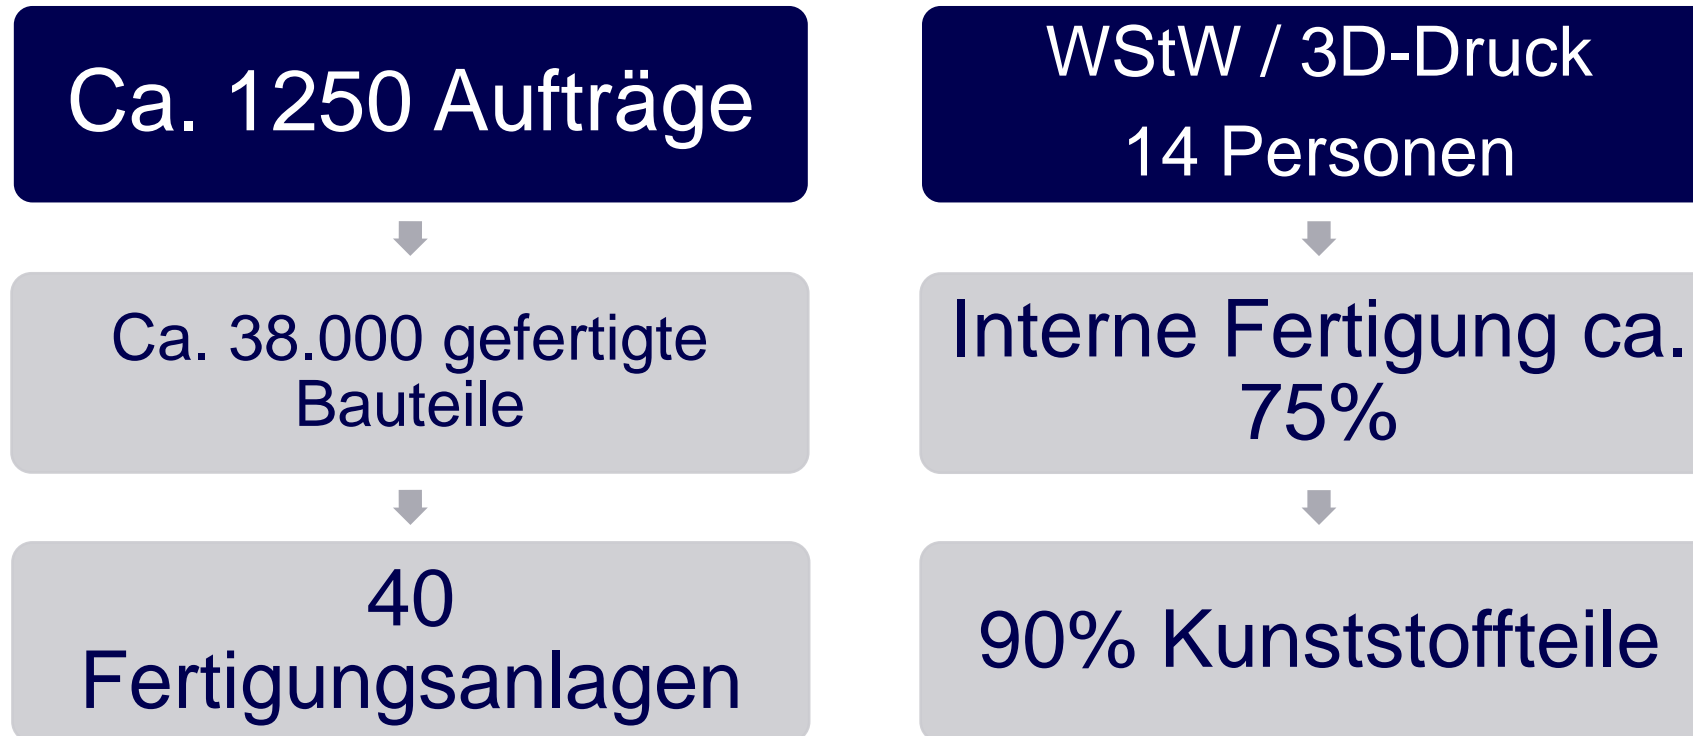 Ca. 1250 Aufträge
Ca. 38.000 gefertigte
Bauteile
40
Fertigungsanlagen
WStW / 3D-Druck
14 Personen
Interne Fertigung ca.
75%
90% Kunststoffteile